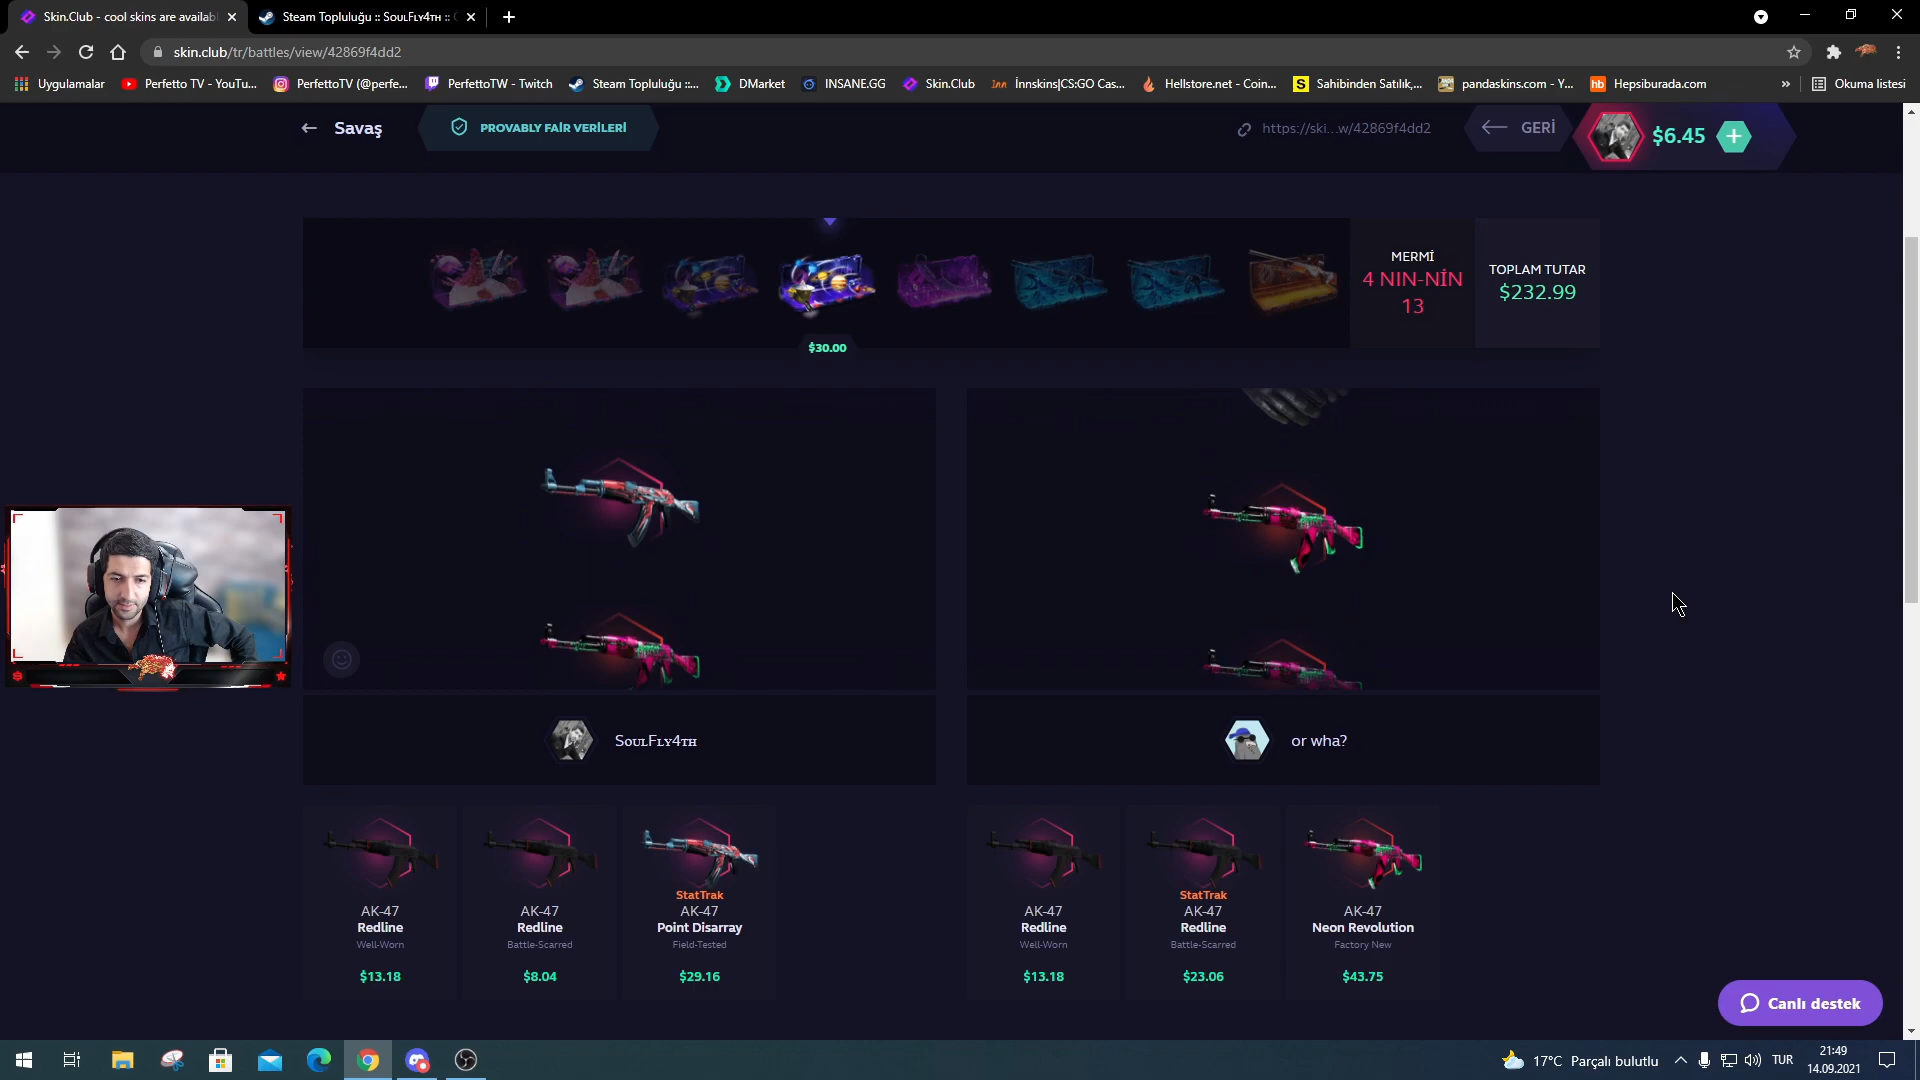 Skin.Club - cool skins are availab
Steam Topluluğu :: SoulFly4th ::
skin.club/tr/battles/view/42869f4dd2
Uygulamalar
Perfetto TV - YouTu...
PerfettoTV (@perfe...
PerfettoTW - Twitch
Steam Topluluğu ::...
DMarket
INSANE.GG
Skin.Club
İnnskins|CS:GO Cas...
Hellstore.net - Coin...
Sahibinden Satılık,...
pandaskins.com - Y...
Hepsiburada.com
»
Okuma listesi
Savaş
PROVABLY FAİR VERİLERİ
https://ski...w/42869f4dd2
GERİ
$6.45
MERMİ
4 NIN-NİN
13
TOPLAM TUTAR
$232.99
$30.00
SoulFly4th
or wha?
AK-47
Redline
Well-Worn
$13.18
AK-47
Redline
Battle-Scarred
$8.04
StatTrak
AK-47
Point Disarray
Field-Tested
$29.16
AK-47
Redline
Well-Worn
$13.18
StatTrak
AK-47
Redline
Battle-Scarred
$23.06
AK-47
Neon Revolution
Factory New
$43.75
Canlı destek
17°C Parçalı bulutlu
TUR
21:49
14.09.2021